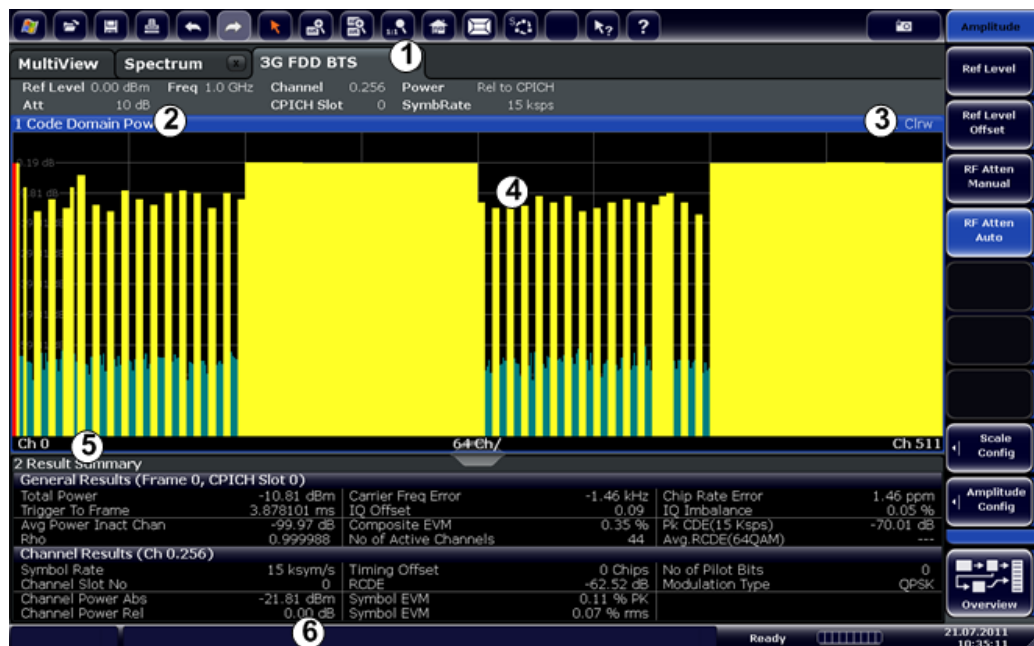 Amplitude
MultiView Spectrum x 3G FDD BTS 1
Ref Level 0.00 dBm Freq 1.0 GHz Channel 0.256 Power Rel to CPICH
Att 10 dB CPICH Slot 0 SymbRate 15 ksps
1 Code Domain Pow 2 3 Clrw
0.19 dB
4
Ch 0 64 Ch/ Ch 511
5
2 Result Summary
General Results (Frame 0, CPICH Slot 0)
Total Power -10.81 dBm Carrier Freq Error -1.46 kHz Chip Rate Error 1.46 ppm
Trigger To Frame 3.878101 ms IQ Offset 0.09 IQ Imbalance 0.05 %
Avg Power Inact Chan -99.97 dB Composite EVM 0.35 % Pk CDE(15 Ksps) -70.01 dB
Rho 0.999988 No of Active Channels 44 Avg.RCDE(64QAM) ---
Channel Results (Ch 0.256)
Symbol Rate 15 ksym/s Timing Offset 0 Chips No of Pilot Bits 0
Channel Slot No 0 RCDE -62.52 dB Modulation Type QPSK
Channel Power Abs -21.81 dBm Symbol EVM 0.11 % PK
Channel Power Rel 0.00 dB Symbol EVM 0.07 % rms
6
Ready 21.07.2011
10:35:11
Ref Level
Ref Level
Offset
RF Atten
Manual
RF Atten
Auto
Scale
Config
Amplitude
Config
Overview